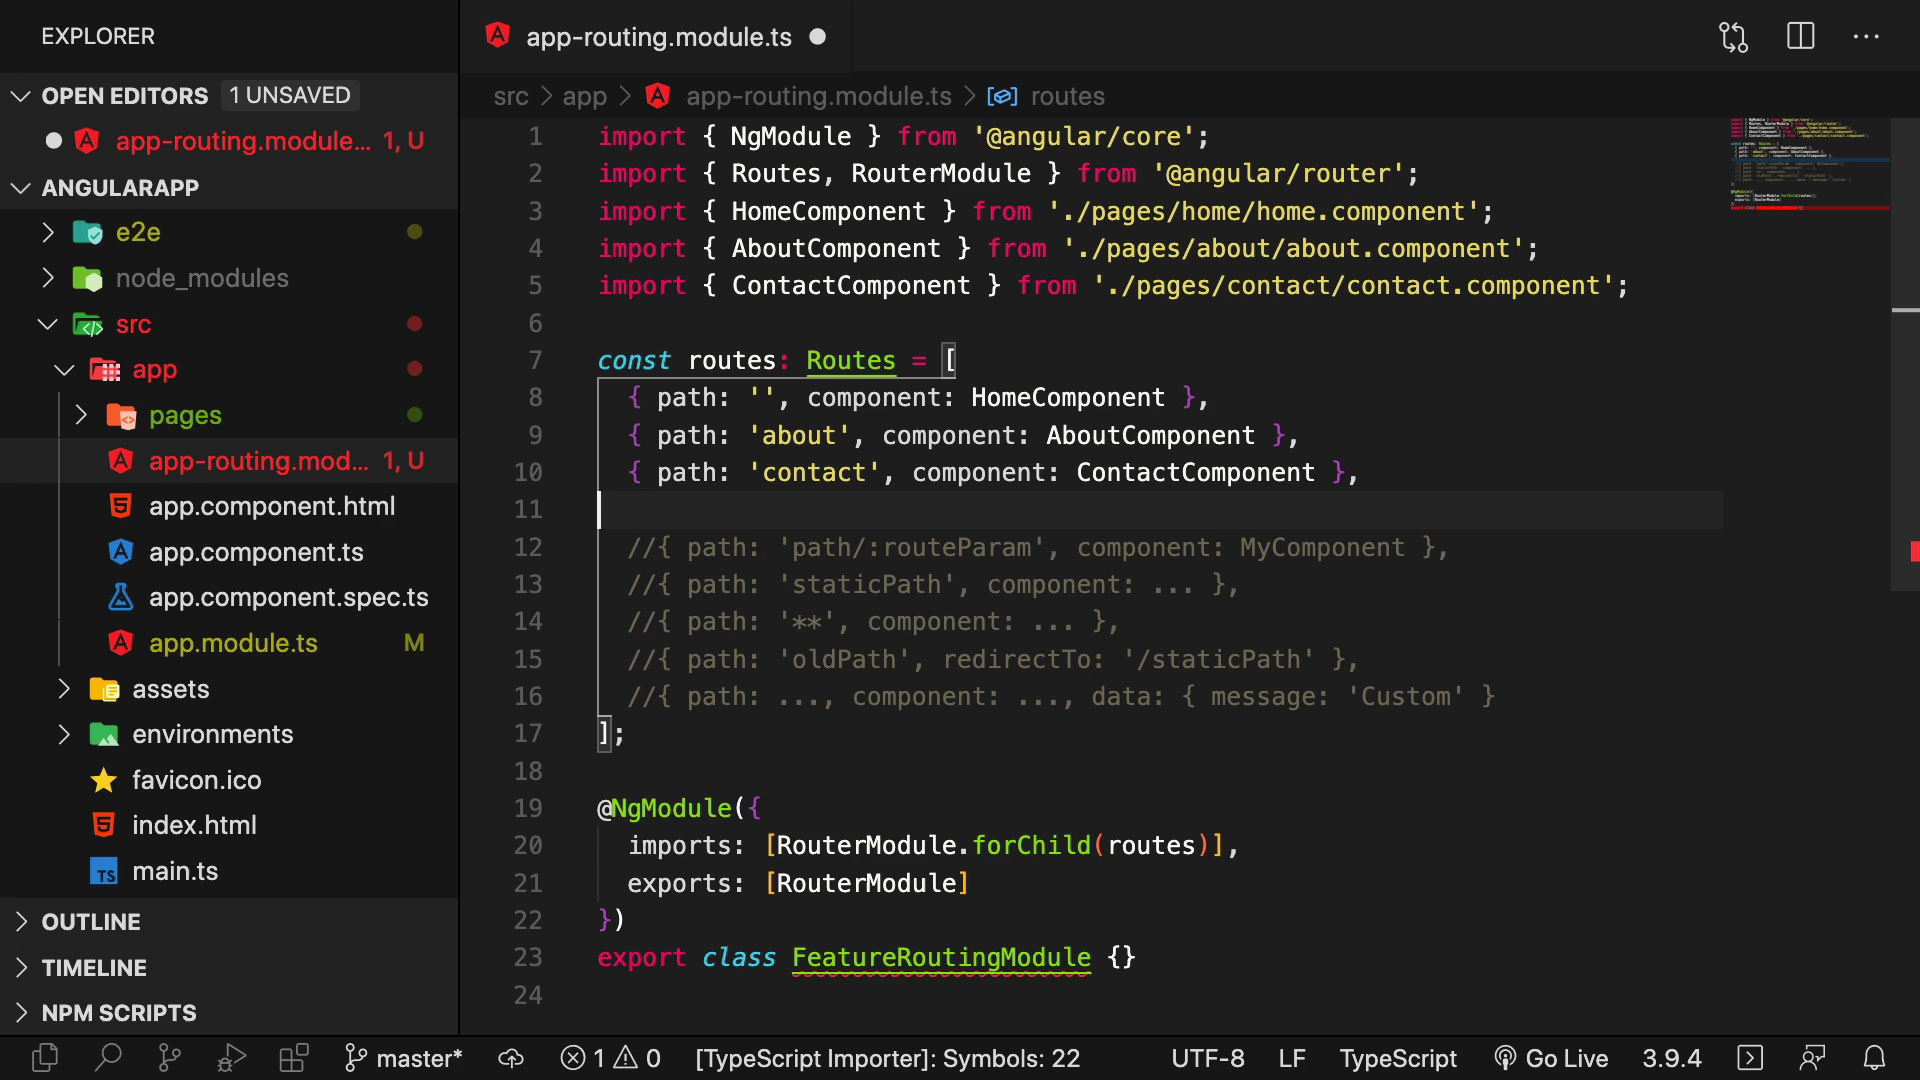 EXPLORER
OPEN EDITORS 1 UNSAVED
app-routing.module... 1, U
ANGULARAPP
e2e
node_modules
src
app
pages
app-routing.mod... 1, U
app.component.html
app.component.ts
app.component.spec.ts
app.module.ts M
assets
environments
favicon.ico
index.html
TS main.ts
OUTLINE
TIMELINE
NPM SCRIPTS
app-routing.module.ts
src > app > app-routing.module.ts > routes
1 import { NgModule } from '@angular/core';
2 import { Routes, RouterModule } from '@angular/router';
3 import { HomeComponent } from './pages/home/home.component';
4 import { AboutComponent } from './pages/about/about.component';
5 import { ContactComponent } from './pages/contact/contact.component';
6
7 const routes: Routes = [
8 { path: '', component: HomeComponent },
9 { path: 'about', component: AboutComponent },
10 { path: 'contact', component: ContactComponent },
11
12 //{ path: 'path/:routeParam', component: MyComponent },
13 //{ path: 'staticPath', component: ... },
14 //{ path: '**', component: ... },
15 //{ path: 'oldPath', redirectTo: '/staticPath' },
16 //{ path: ..., component: ..., data: { message: 'Custom' }
17 ];
18
19 @NgModule({
20 imports: [RouterModule.forChild(routes)],
21 exports: [RouterModule]
22 })
23 export class FeatureRoutingModule {}
24
master* 1 0 [TypeScript Importer]: Symbols: 22 UTF-8 LF TypeScript Go Live 3.9.4